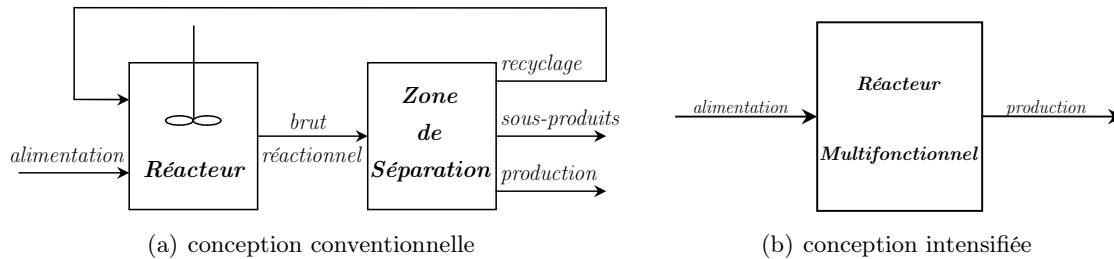 recyclage
Zone
de
Séparation
sous-produits
production
brut
réactionnel
alimentation
Réacteur
(a) conception conventionnelle
alimentation
Réacteur
Multifonctionnel
production
(b) conception intensifiée